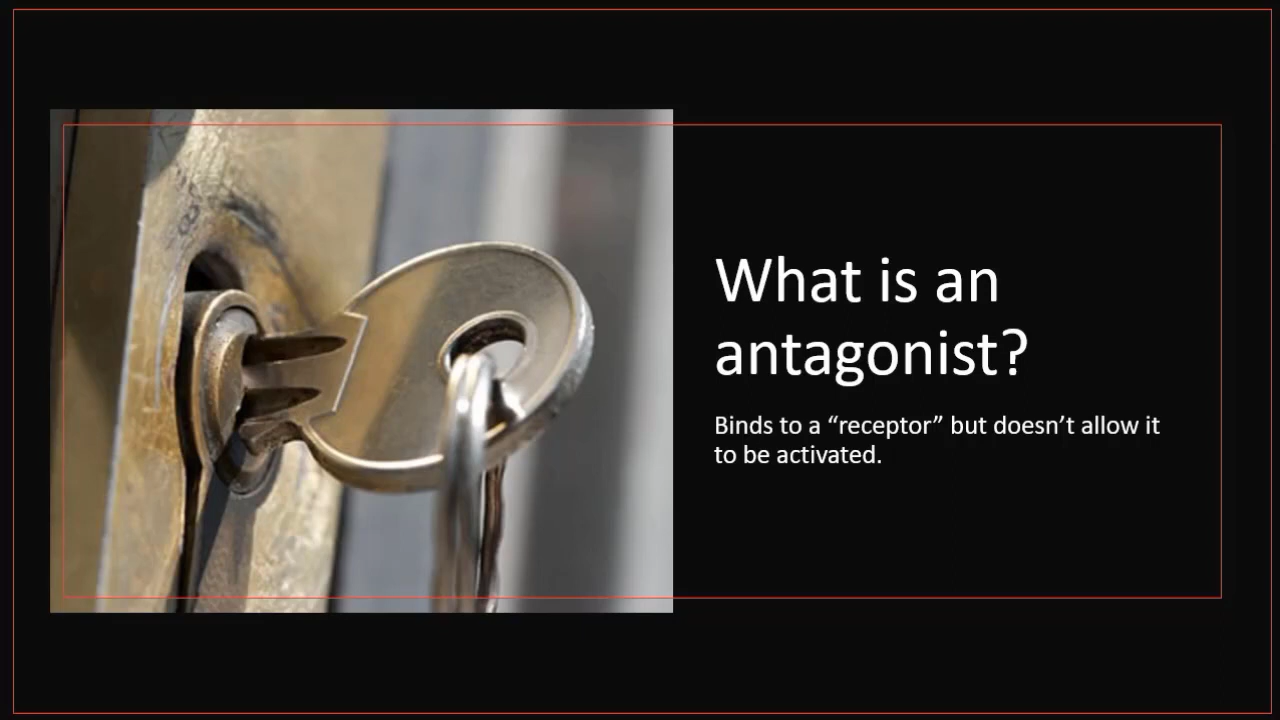 What is an
antagonist?
Binds to a “receptor” but doesn’t allow it
to be activated.